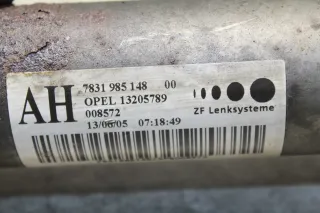 AH
7831 985 148 00
OPEL 13205789
008572
13/06/05 07:18:49
ZF Lenksysteme